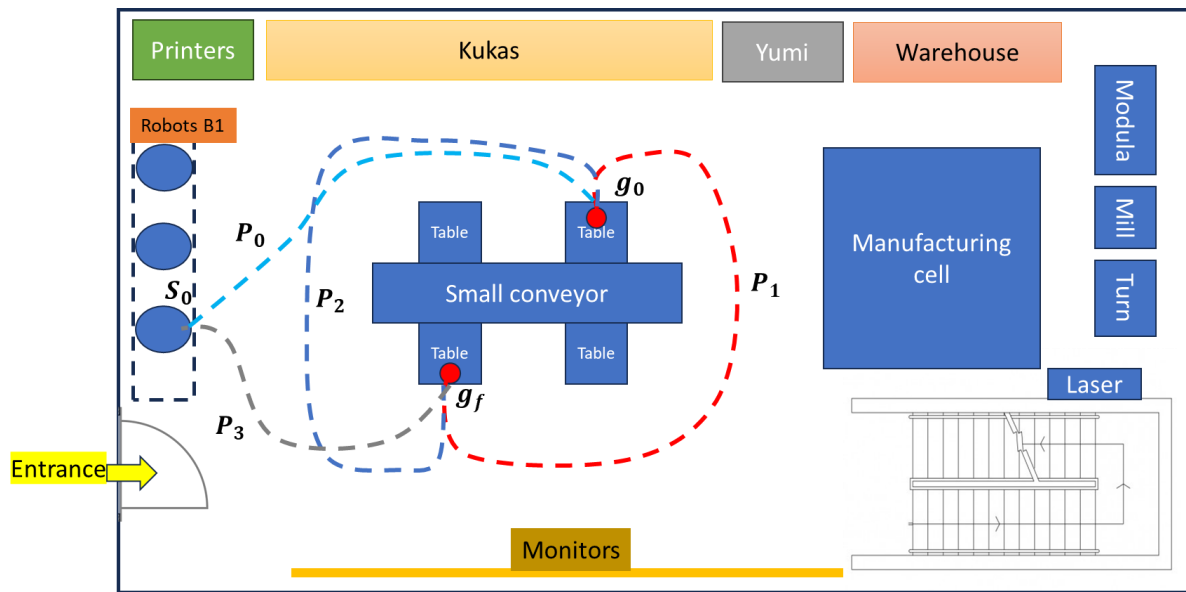 Printers
Kukas
Yumi
Warehouse
Modula
Robots B1
g₀
P₀
Table
Table
Manufacturing
cell
Mill
S₀
P₂
Small conveyor
P₁
Turn
Table
Table
g_f
Laser
P₃
Entrance
Monitors